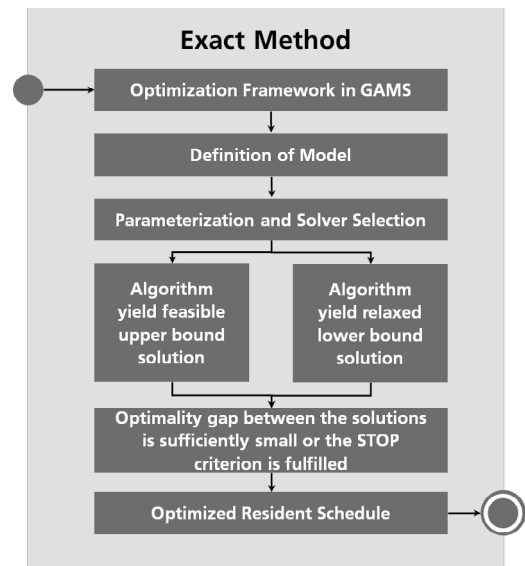 Exact Method
Optimization Framework in GAMS
Definition of Model
Parameterization and Solver Selection
Algorithm
yield feasible
upper bound
solution
Algorithm
yield relaxed
lower bound
solution
Optimality gap between the solutions
is sufficiently small or the STOP
criterion is fulfilled
Optimized Resident Schedule